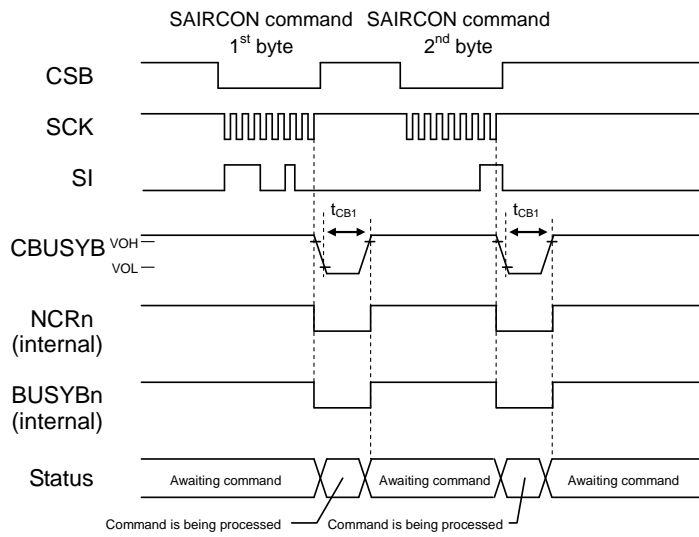 SAIRCON command SAIRCON command
1st byte 2nd byte
CSB
SCK
SI
tCB1 tCB1
CBUSYB VOH
VOL
NCRn
(internal)
BUSYBn
(internal)
Status Awaiting command Awaiting command Awaiting command
Command is being processed Command is being processed